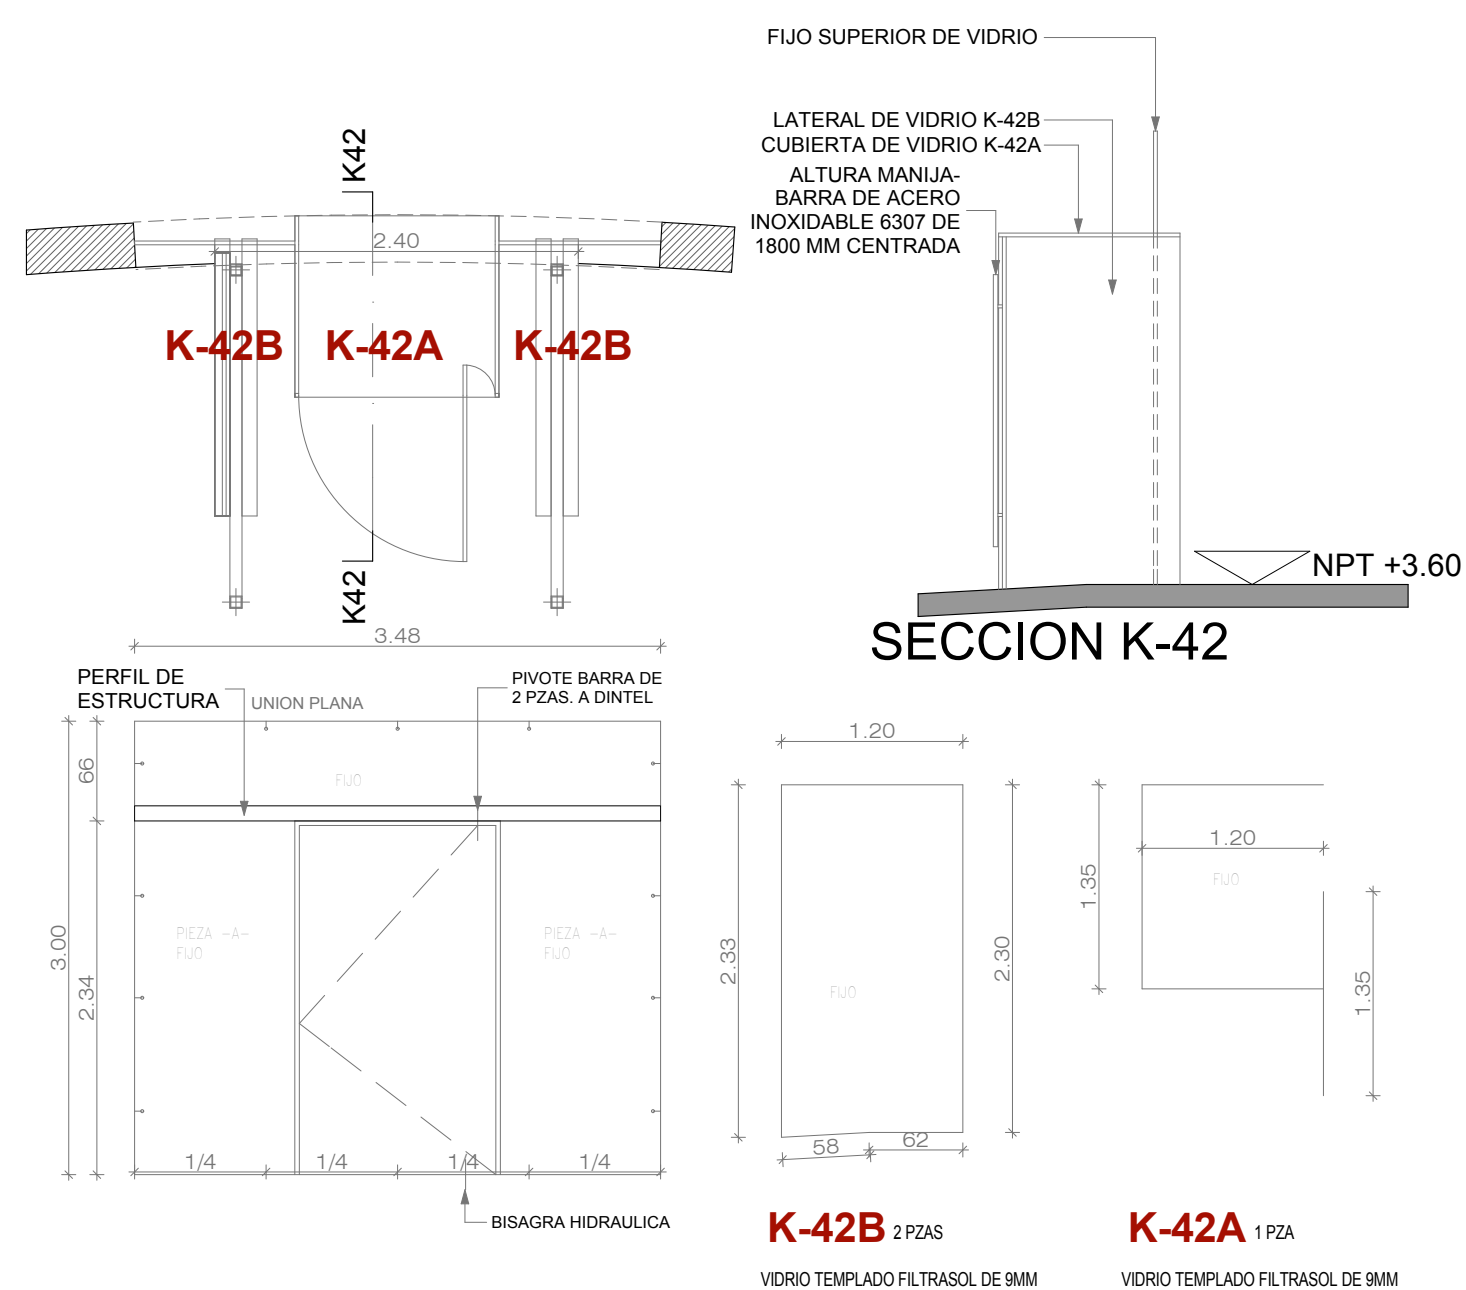 FIJO SUPERIOR DE VIDRIO
LATERAL DE VIDRIO K-42B
CUBIERTA DE VIDRIO K-42A
ALTURA MANIJA-
BARRA DE ACERO
INOXIDABLE 6307 DE
1800 MM CENTRADA
K42
2.40
K-42B
K-42A
K-42B
K42
NPT +3.60
SECCION K-42
3.48
PERFIL DE
ESTRUCTURA
UNION PLANA
PIVOTE BARRA DE
2 PZAS. A DINTEL
66
FIJO
3.00
2.34
PIEZA -A-
FIJO
PIEZA -A-
FIJO
1/4
1/4
1/4
1/4
BISAGRA HIDRAULICA
1.20
2.33
2.30
FIJO
58
62
1.35
1.20
FIJO
1.35
K-42B 2 PZAS
VIDRIO TEMPLADO FILTRASOL DE 9MM
K-42A 1 PZA
VIDRIO TEMPLADO FILTRASOL DE 9MM